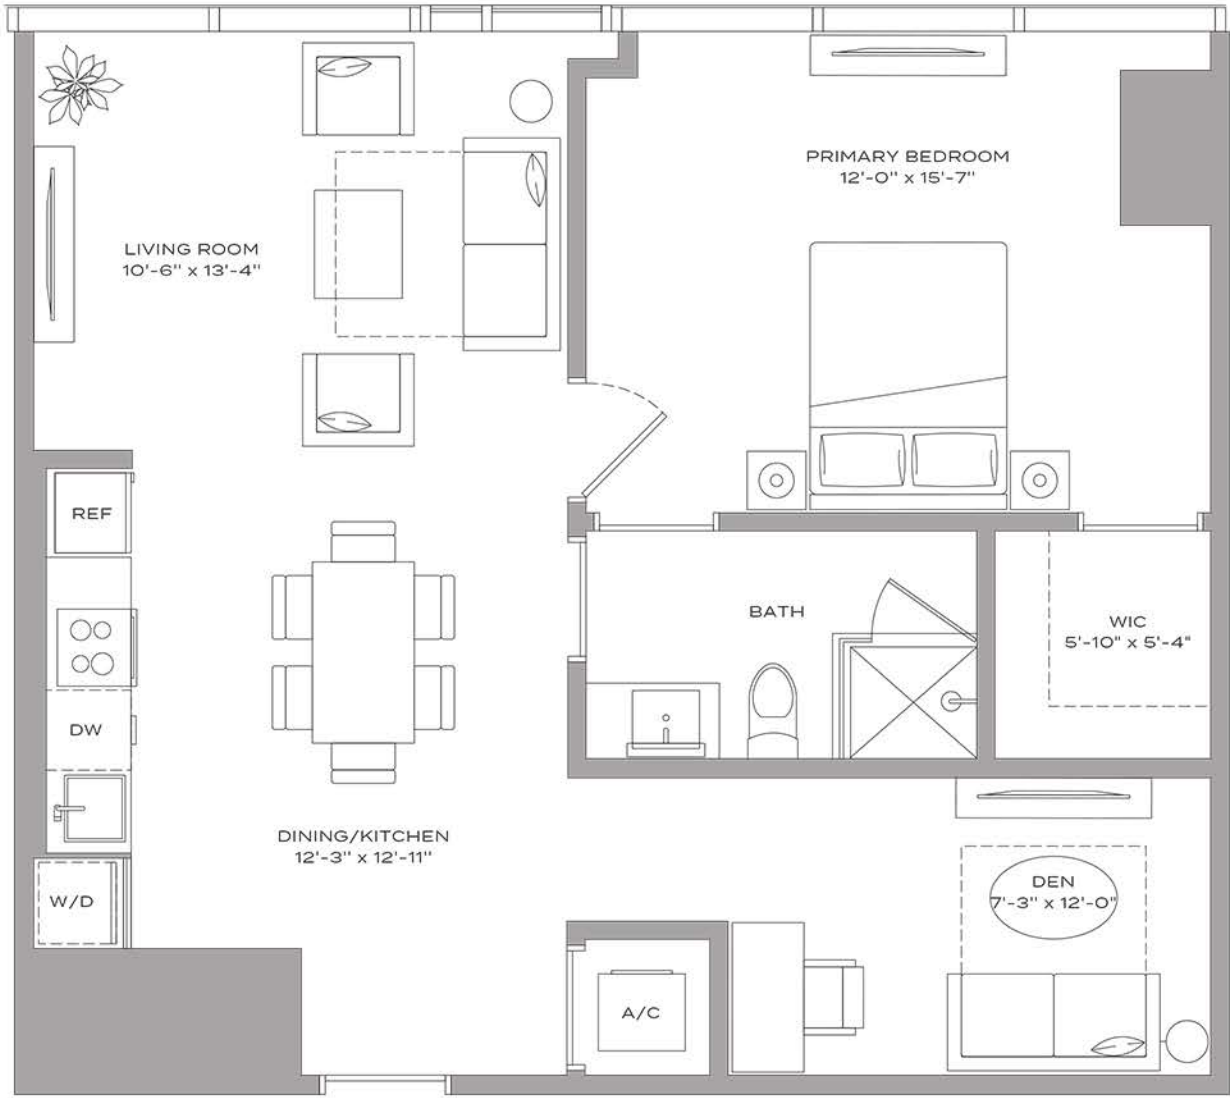 PRIMARY BEDROOM
12'-0" x 15'-7"
LIVING ROOM
10'-6" x 13'-4"
REF
BATH
WIC
5'-10" x 5'-4"
DW
DINING/KITCHEN
12'-3" x 12'-11"
DEN
7'-3" x 12'-0"
W/D
A/C